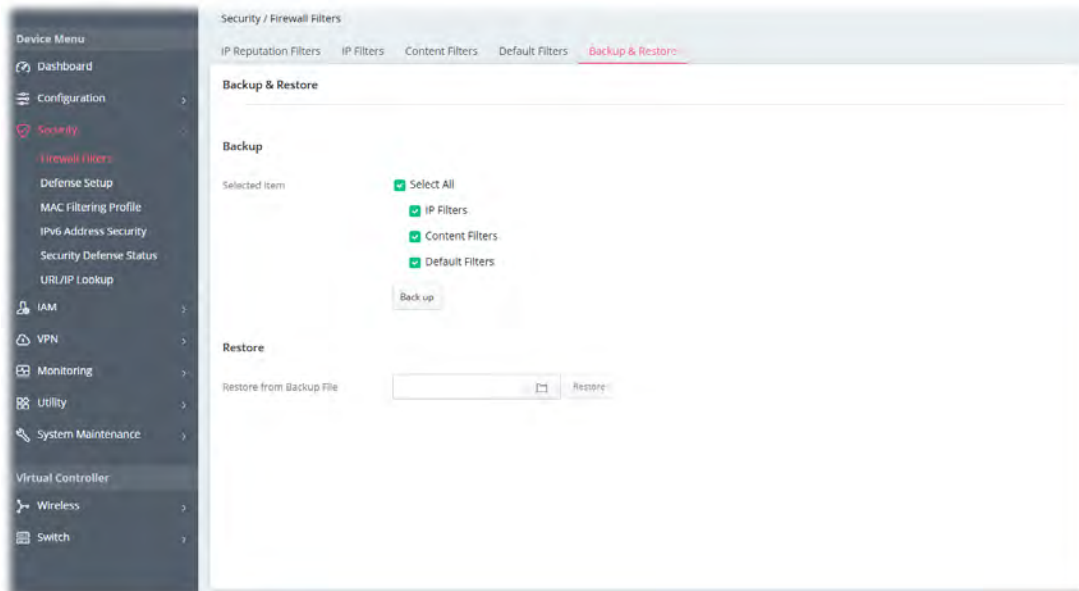 Security / Firewall Filters
Device Menu
IP Reputation Filters IP Filters Content Filters Default Filters Backup & Restore
Dashboard
Backup & Restore
Configuration
Security
Backup
Firewall Filters
Defense Setup
Selected Item
Select All
MAC Filtering Profile
IP Filters
IPv6 Address Security
Content Filters
Security Defense Status
Default Filters
URL/IP Lookup
Back up
IAM
VPN
Restore
Monitoring
Restore from Backup File
Restore
Utility
System Maintenance
Virtual Controller
Wireless
Switch